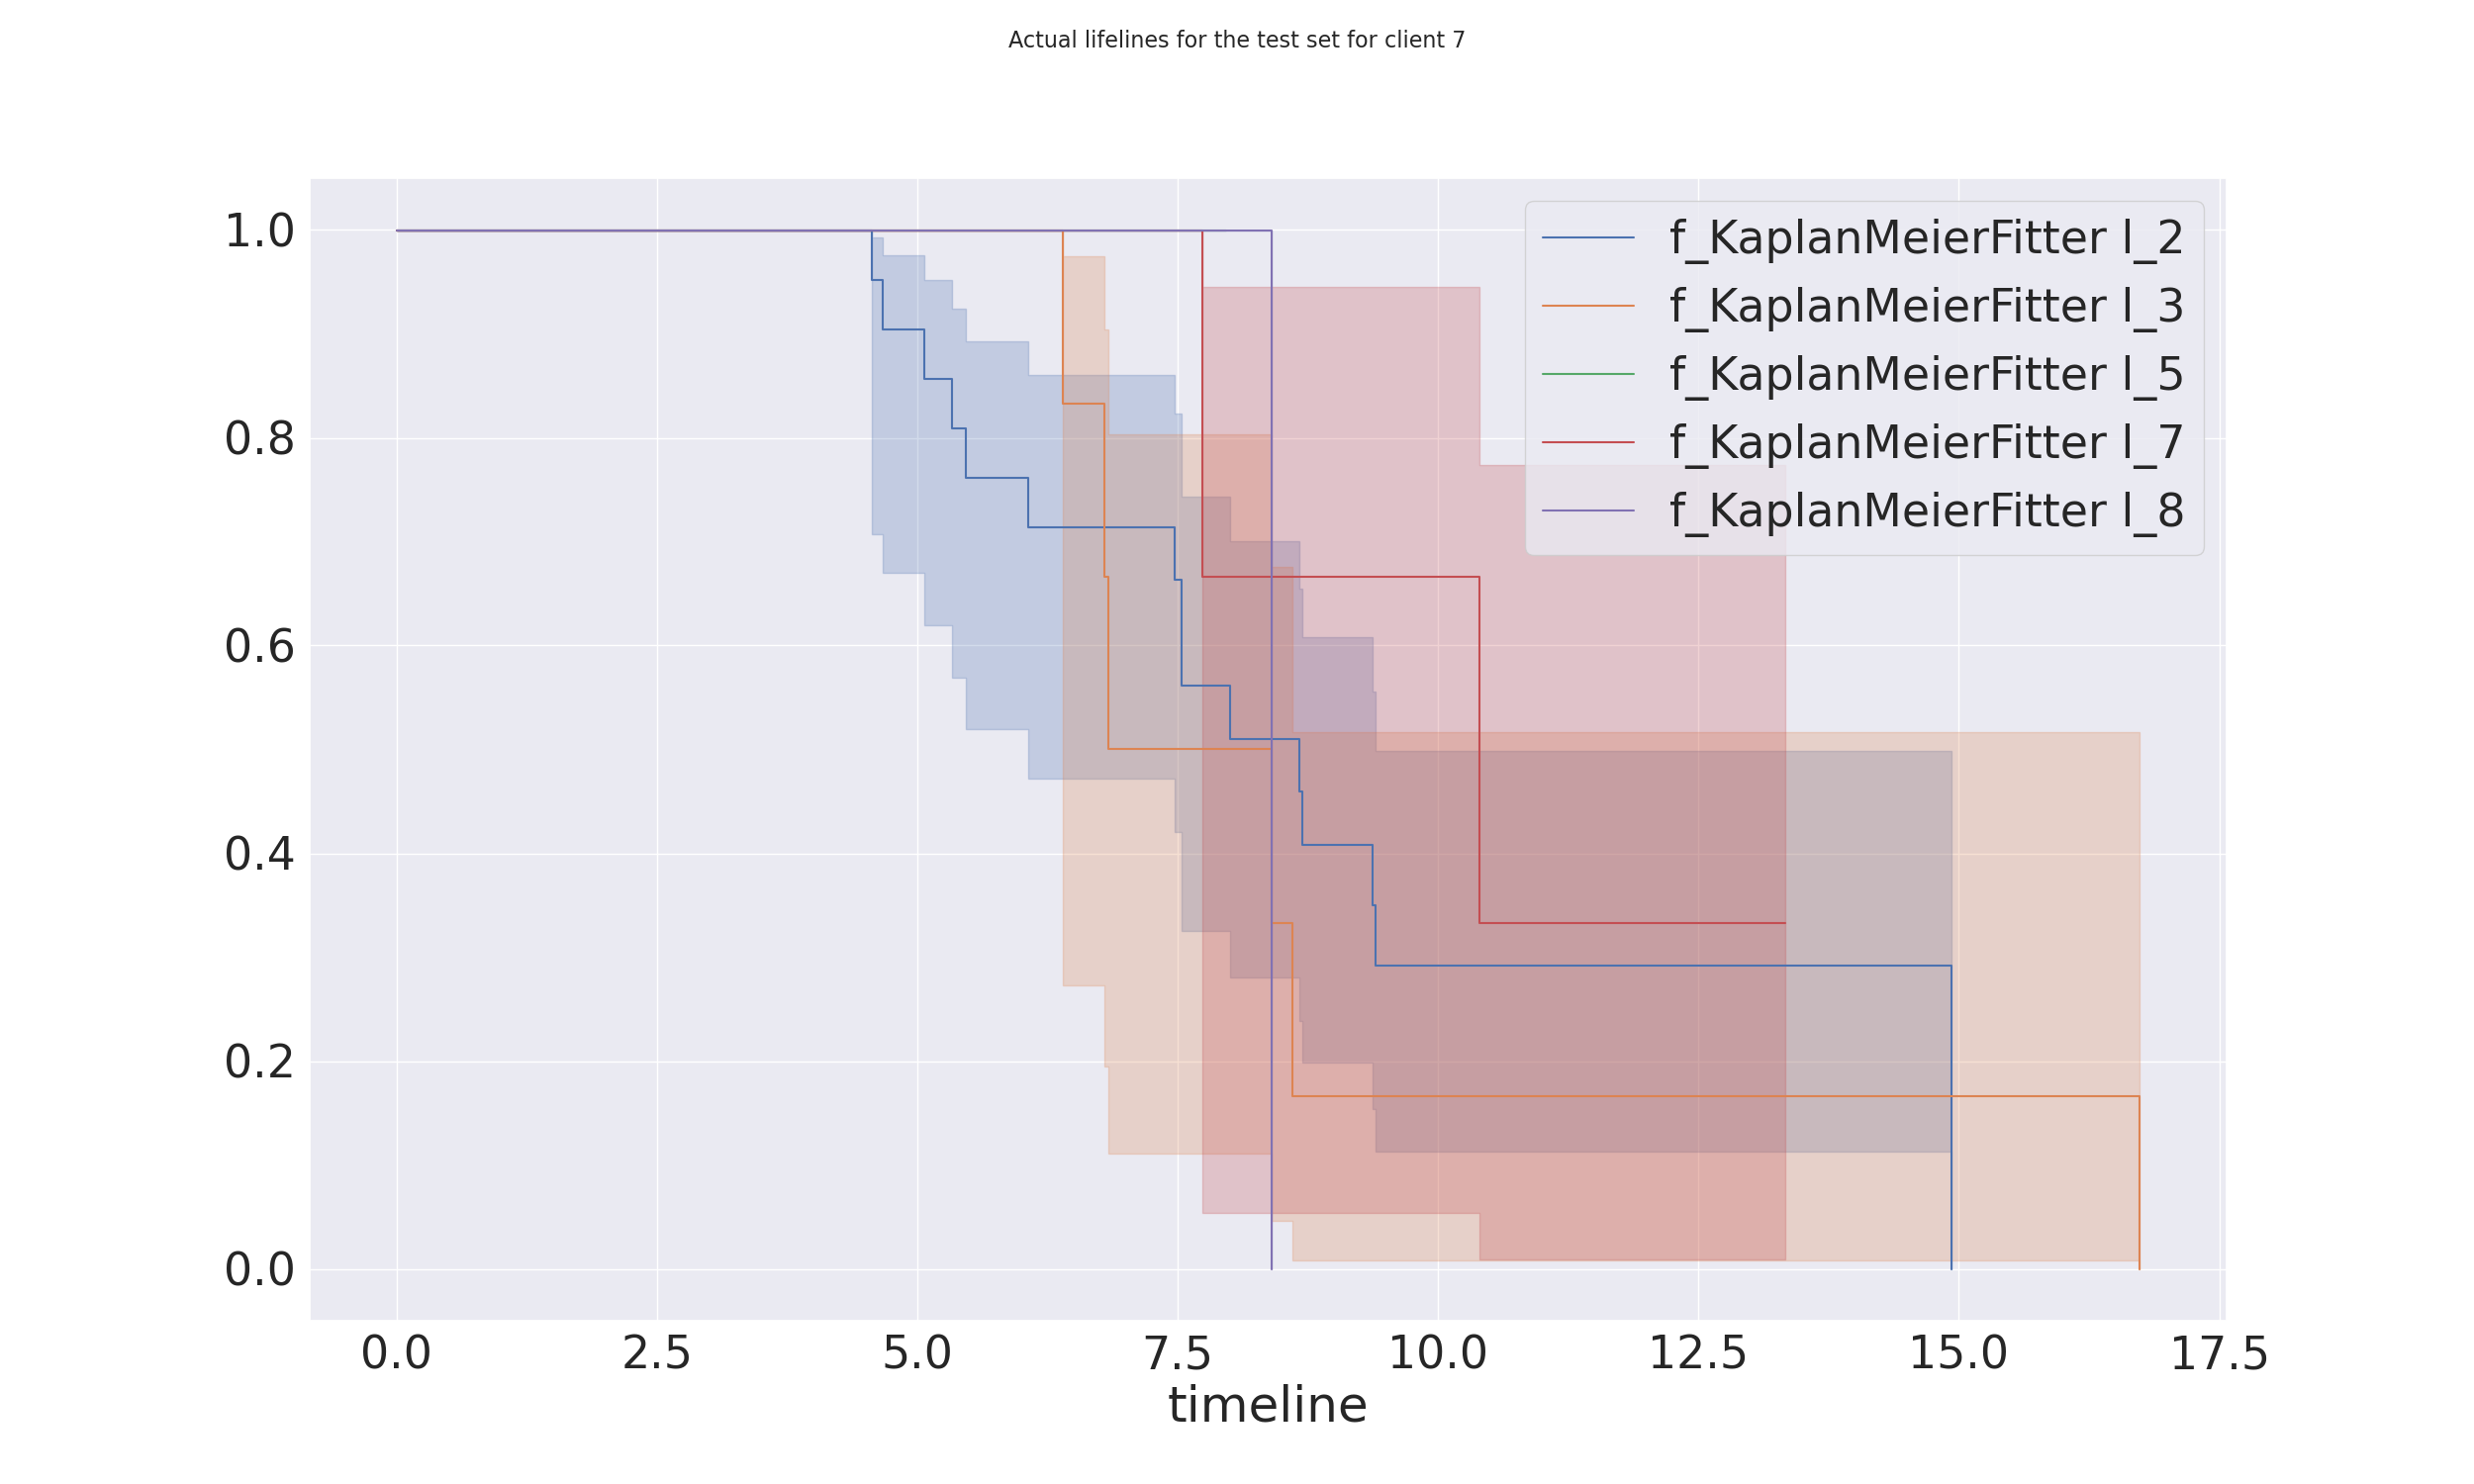 Actual lifelines for the test set for client 7
1.0
0.8
0.6
0.4
0.2
0.0
f_KaplanMeierFitter l_2
f_KaplanMeierFitter l_3
f_KaplanMeierFitter l_5
f_KaplanMeierFitter l_7
f_KaplanMeierFitter l_8
0.0 2.5 5.0 7.5 10.0 12.5 15.0 17.5
timeline